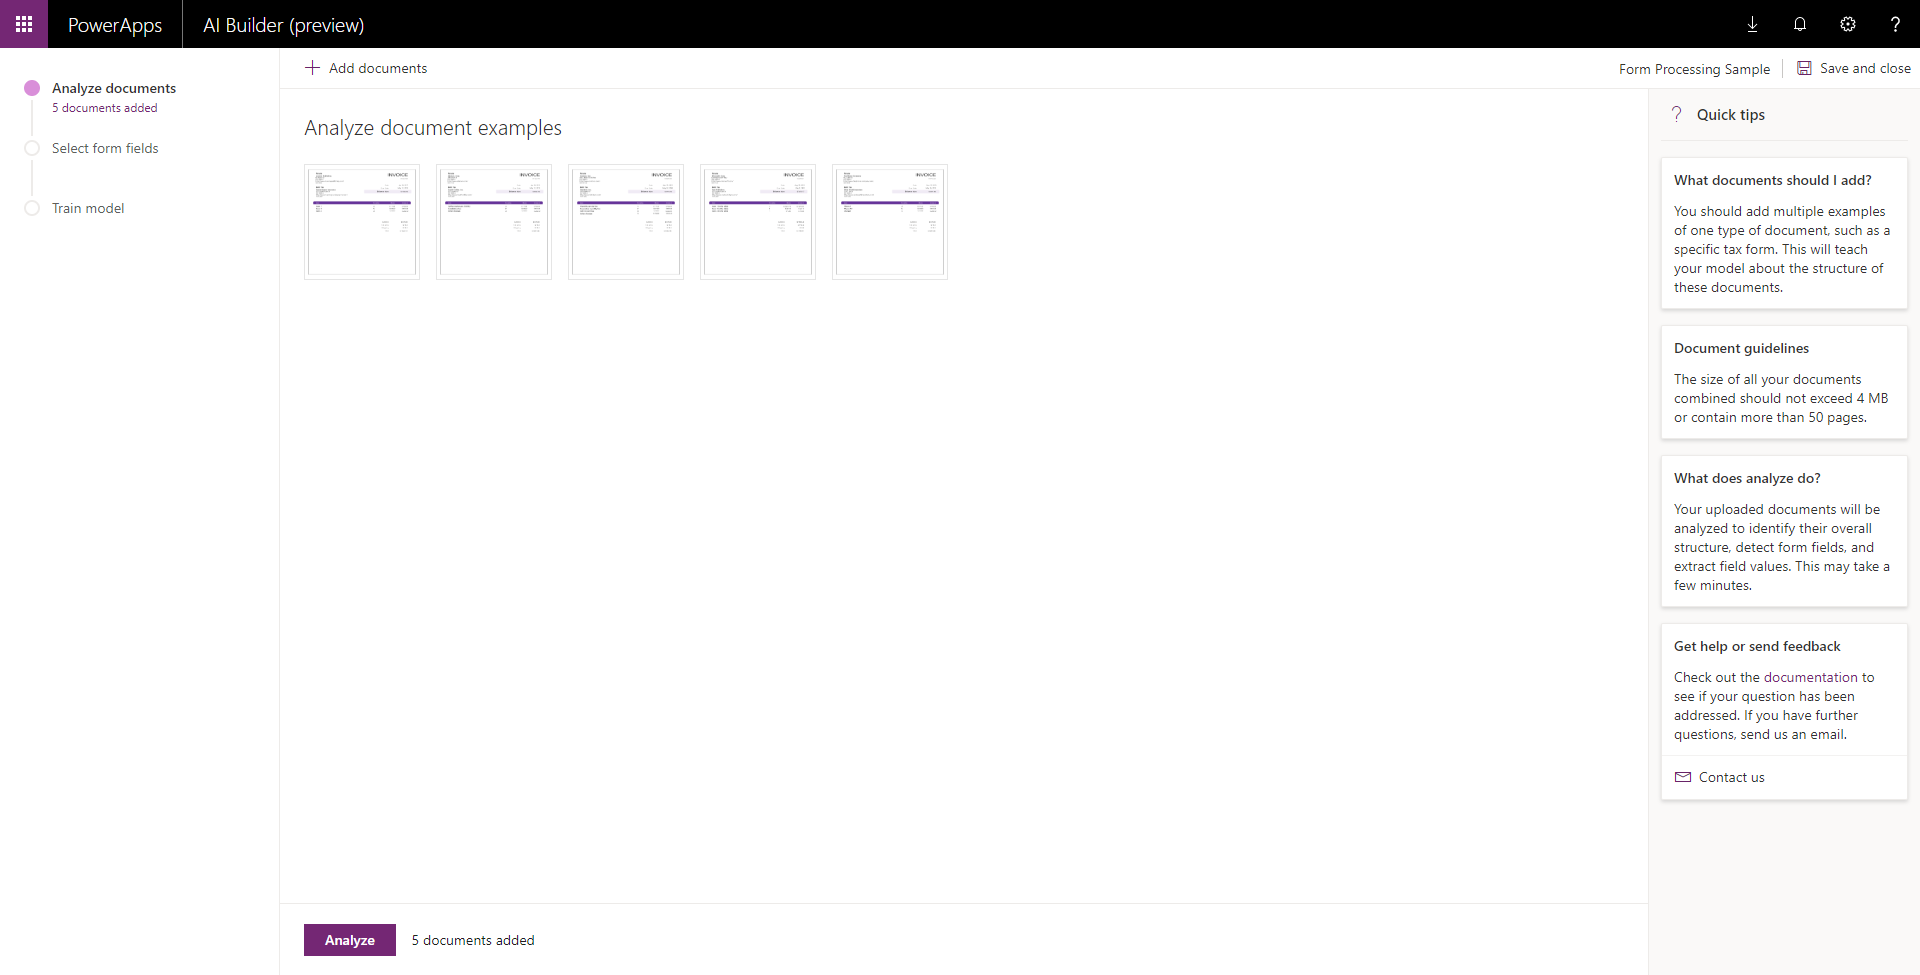 PowerApps
AI Builder (preview)
?
Analyze documents
5 documents added
Select form fields
Train model
Add documents
Form Processing Sample
Save and close
Analyze document examples
INVOICE
INVOICE
INVOICE
INVOICE
INVOICE
Analyze
5 documents added
? Quick tips
What documents should I add?
You should add multiple examples
of one type of document, such as a
specific tax form. This will teach
your model about the structure of
these documents.
Document guidelines
The size of all your documents
combined should not exceed 4 MB
or contain more than 50 pages.
What does analyze do?
Your uploaded documents will be
analyzed to identify their overall
structure, detect form fields, and
extract field values. This may take a
few minutes.
Get help or send feedback
Check out the documentation to
see if your question has been
addressed. If you have further
questions, send us an email.
Contact us